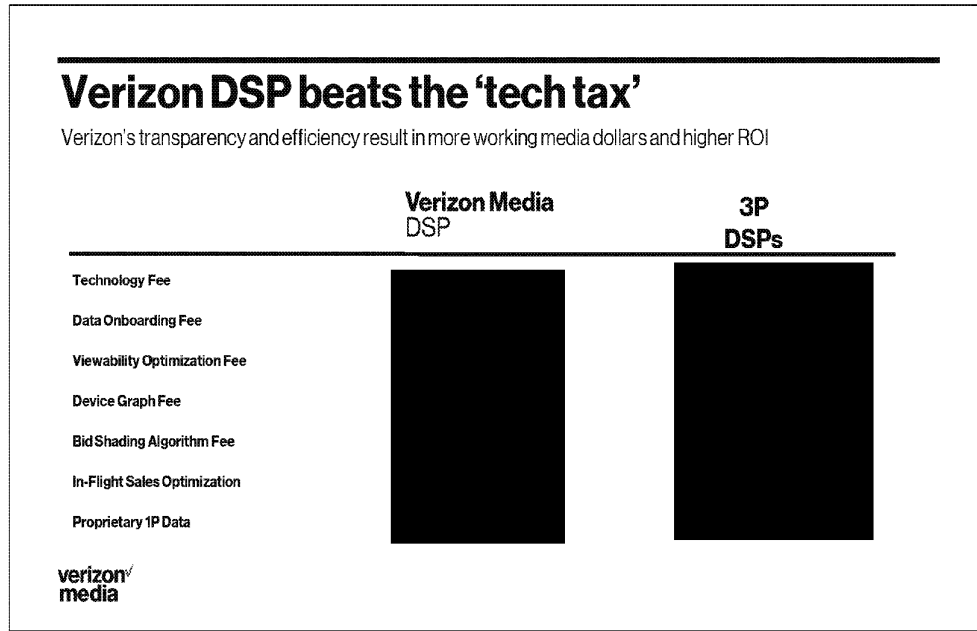 Verizon DSP beats the ‘tech tax’
Verizon's transparency and efficiency result in more working media dollars and higher ROI
Verizon Media
DSP
3P
DSPs
Technology Fee
Data Onboarding Fee
Viewability Optimization Fee
Device Graph Fee
Bid Shading Algorithm Fee
In-Flight Sales Optimization
Proprietary 1P Data
verizon✓
media